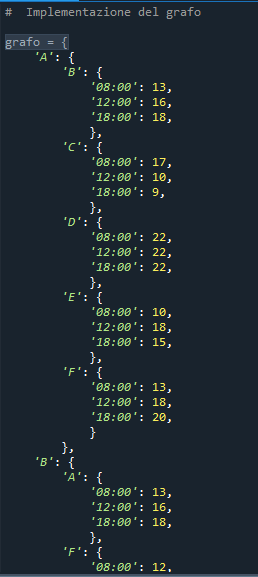 #  Implementazione del grafo
grafo = {
    'A': {
        'B': {
            '08:00': 13,
            '12:00': 16,
            '18:00': 18,
            },
        'C': {
            '08:00': 17,
            '12:00': 10,
            '18:00': 9,
            },
        'D': {
            '08:00': 22,
            '12:00': 22,
            '18:00': 22,
            },
        'E': {
            '08:00': 10,
            '12:00': 18,
            '18:00': 15,
            },
        'F': {
            '08:00': 13,
            '12:00': 18,
            '18:00': 20,
            }
        },
    'B': {
        'A': {
            '08:00': 13,
            '12:00': 16,
            '18:00': 18,
            },
        'F': {
            '08:00': 12,